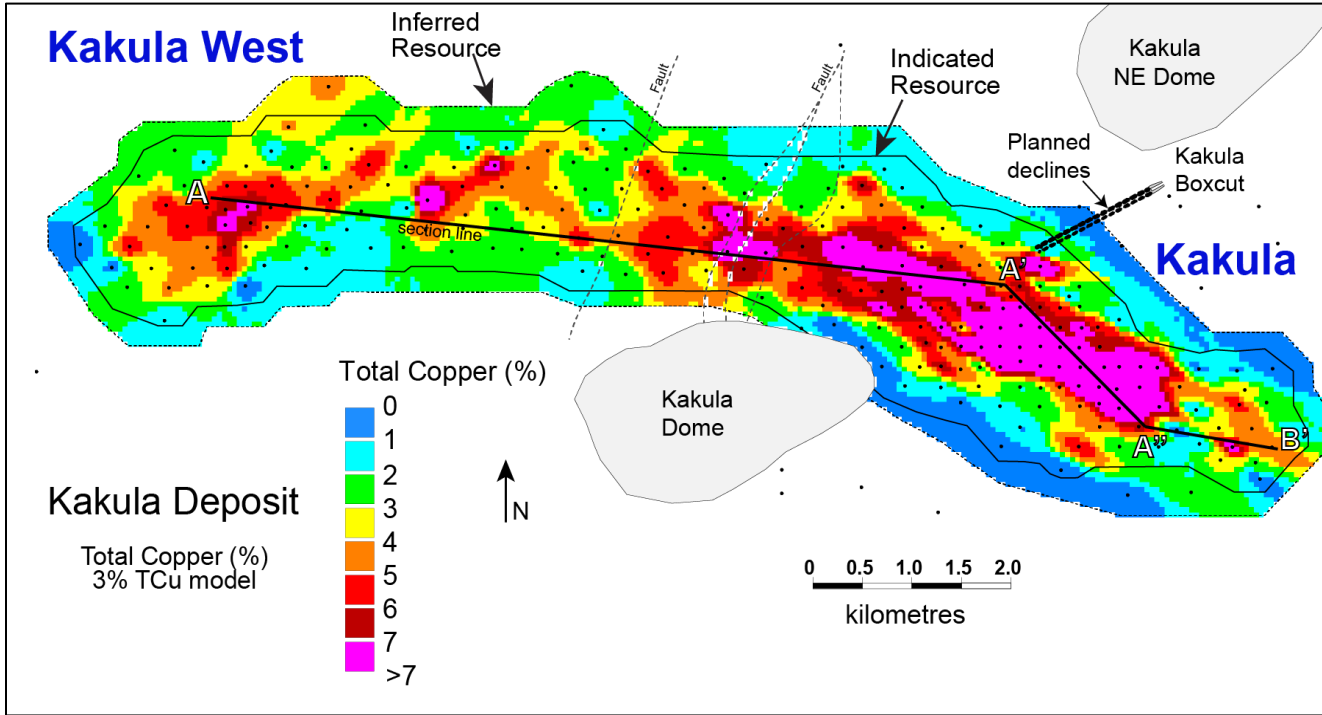 Kakula West
Inferred
Resource
Fault
Fault
Indicated
Resource
Kakula
NE Dome
Planned
declines
Kakula
Boxcut
A
section line
A’
Kakula
Kakula
Dome
A’’
B’
Total Copper (%)
0
1
2
3
4
5
6
7
>7
Kakula Deposit
Total Copper (%)
3% TCu model
N
0 0.5 1.0 1.5 2.0
kilometres